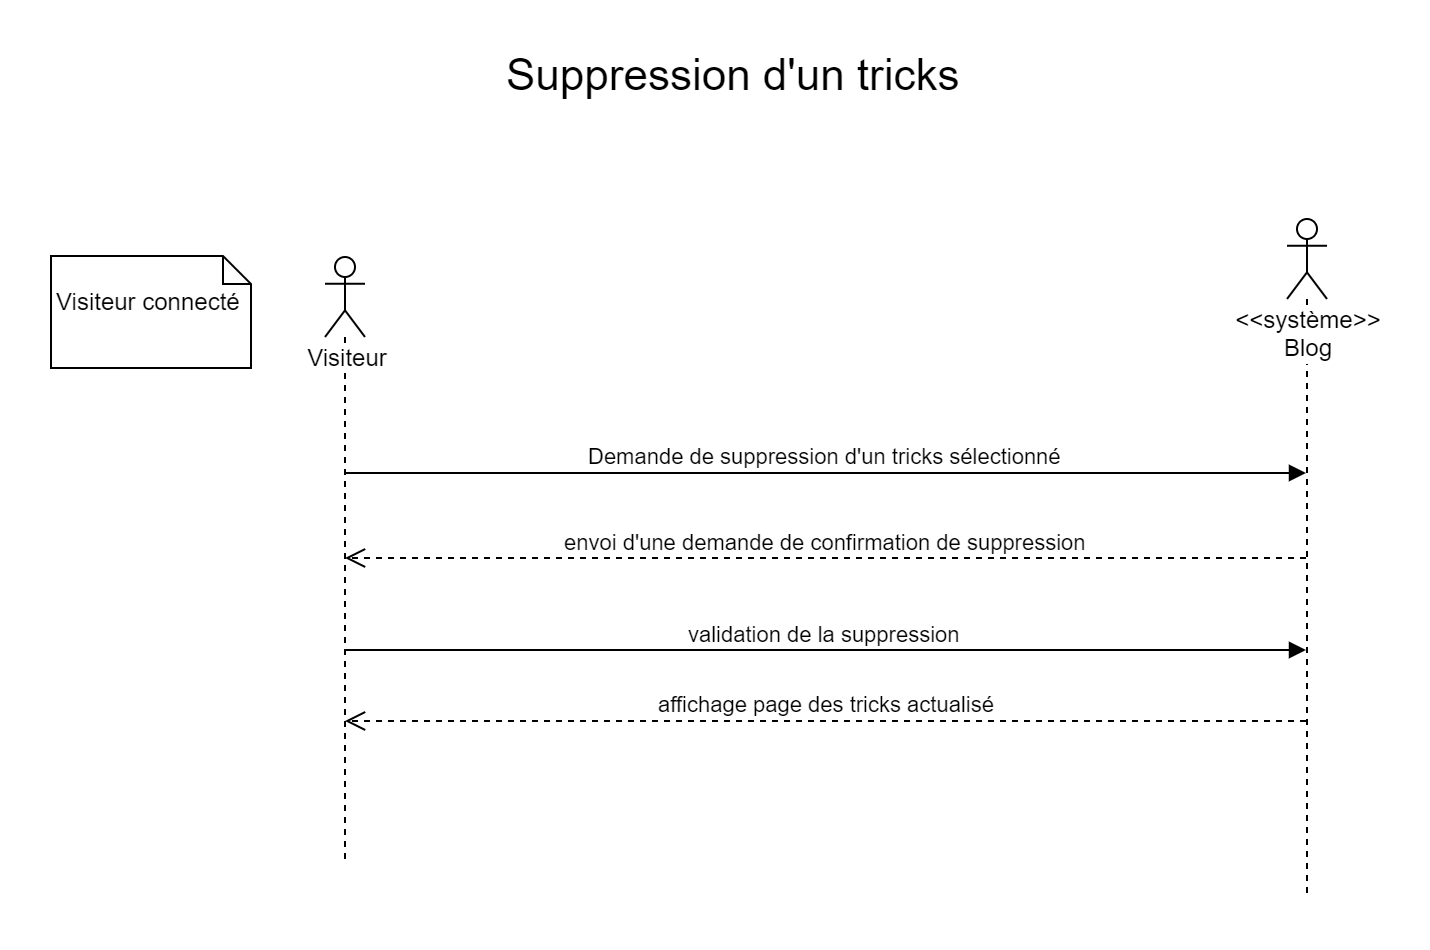 Suppression d'un tricks
Visiteur connecté
Visiteur
<<système>>
Blog
Demande de suppression d'un tricks sélectionné
envoi d'une demande de confirmation de suppression
validation de la suppression
affichage page des tricks actualisé